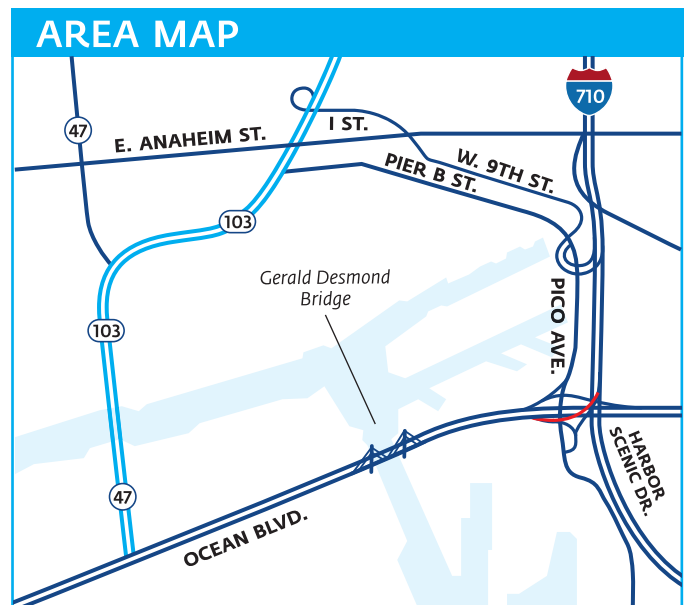 AREA MAP
710
47
I ST.
E. ANAHEIM ST.
W. 9TH ST.
PIER B ST.
103
Gerald Desmond
Bridge
PICO AVE.
103
HARBOR
SCENIC DR.
47
OCEAN BLVD.